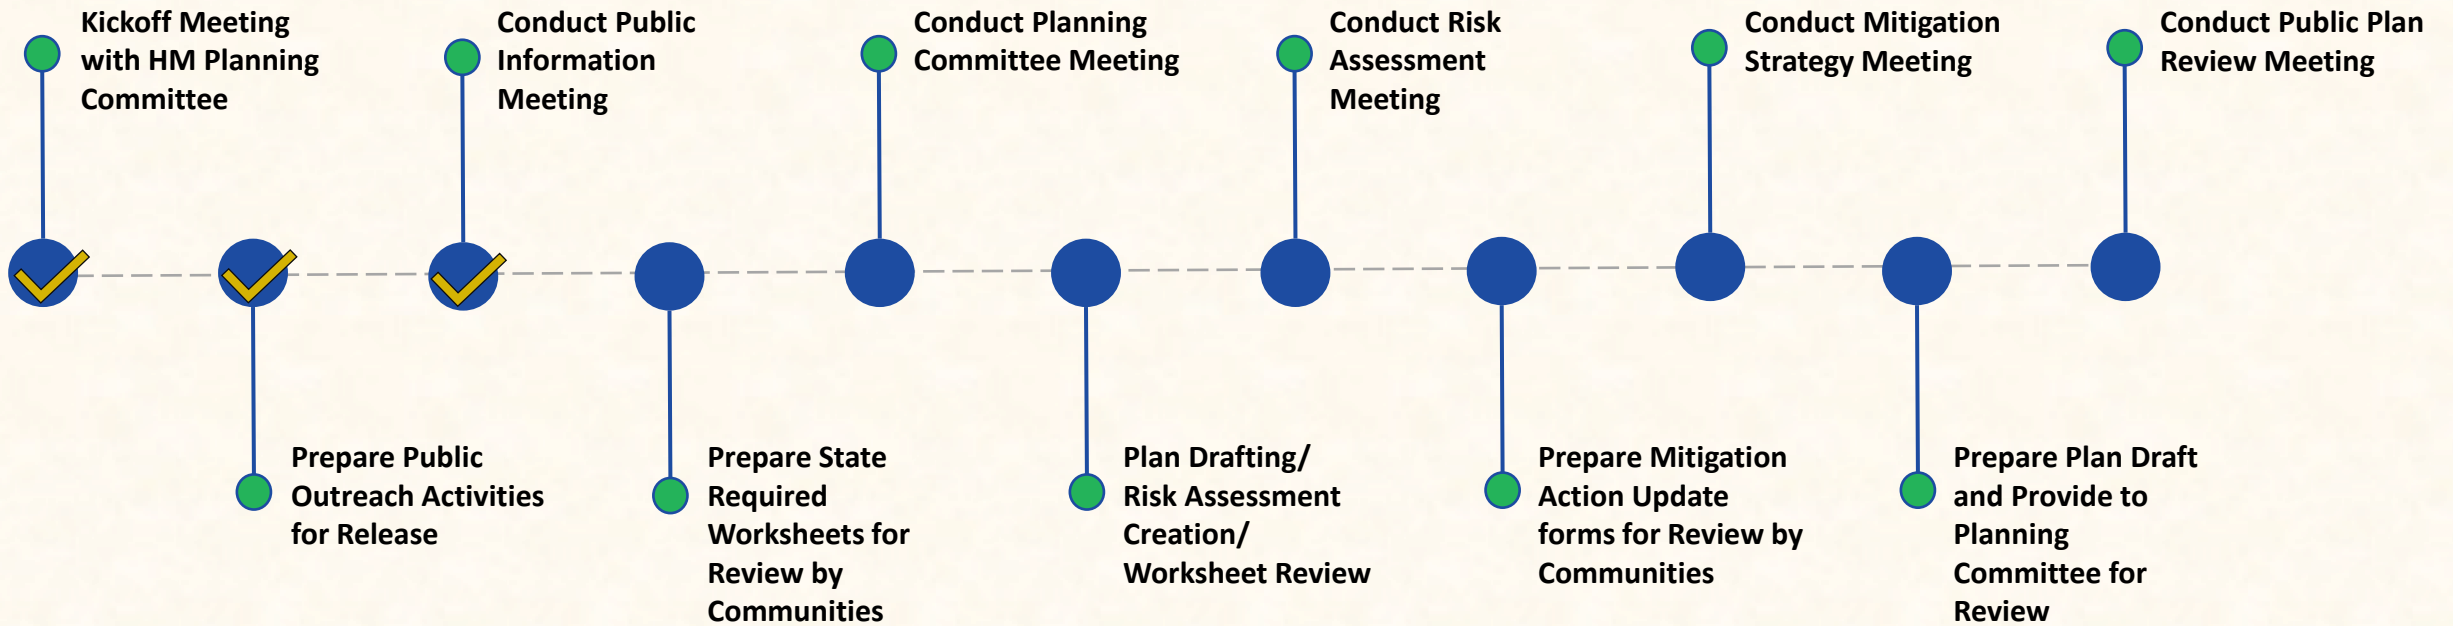 Kickoff Meeting
with HM Planning
Committee
Prepare Public
Outreach Activities
for Release
Conduct Public
Information
Meeting
Prepare State
Required
Worksheets for
Review by
Communities
Conduct Planning
Committee Meeting
Plan Drafting/
Risk Assessment
Creation/
Worksheet Review
Conduct Risk
Assessment
Meeting
Prepare Mitigation
Action Update
forms for Review by
Communities
Conduct Mitigation
Strategy Meeting
Prepare Plan Draft
and Provide to
Planning
Committee for
Review
Conduct Public Plan
Review Meeting